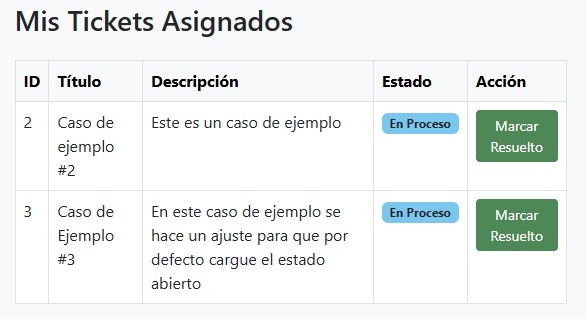 Mis Tickets Asignados
ID Título Descripción Estado Acción
2 Caso de ejemplo #2 Este es un caso de ejemplo En Proceso Marcar Resuelto
3 Caso de Ejemplo #3 En este caso de ejemplo se hace un ajuste para que por defecto cargue el estado abierto En Proceso Marcar Resuelto